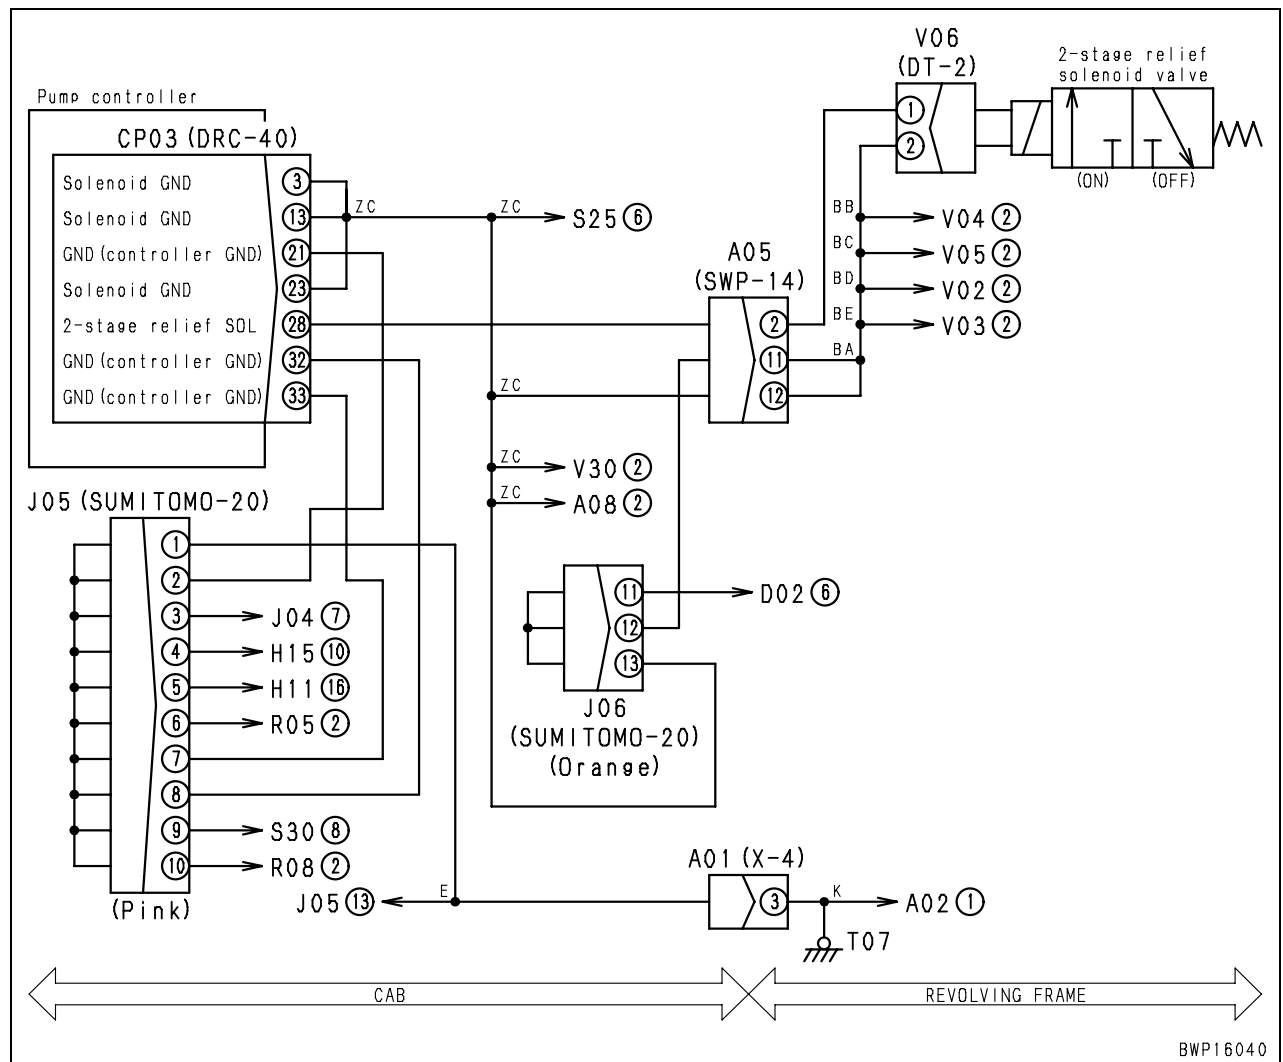 V06
(DT-2)
2-stage relief
solenoid valve
Pump controller
CP03 (DRC-40)
1
2
(ON) (OFF)
Solenoid GND 3
Solenoid GND 13
GND (controller GND) 21
Solenoid GND 23
2-stage relief SOL 28
GND (controller GND) 32
GND (controller GND) 33
ZC
ZC
S25 6
BB
V04 2
BC
V05 2
BD
V02 2
BE
V03 2
BA
A05
(SWP-14)
2
11
12
ZC
ZC
V30 2
ZC
A08 2
J05 (SUMITOMO-20)
1
2
3 J04 7
4 H15 10
5 H11 16
6 R05 2
7
8
9 S30 8
10 R08 2
(Pink)
11 D02 6
12
13
J06
(SUMITOMO-20)
(Orange)
A01 (X-4)
J05 13
E
3
K
A02 1
T07
CAB
REVOLVING FRAME
BWP16040